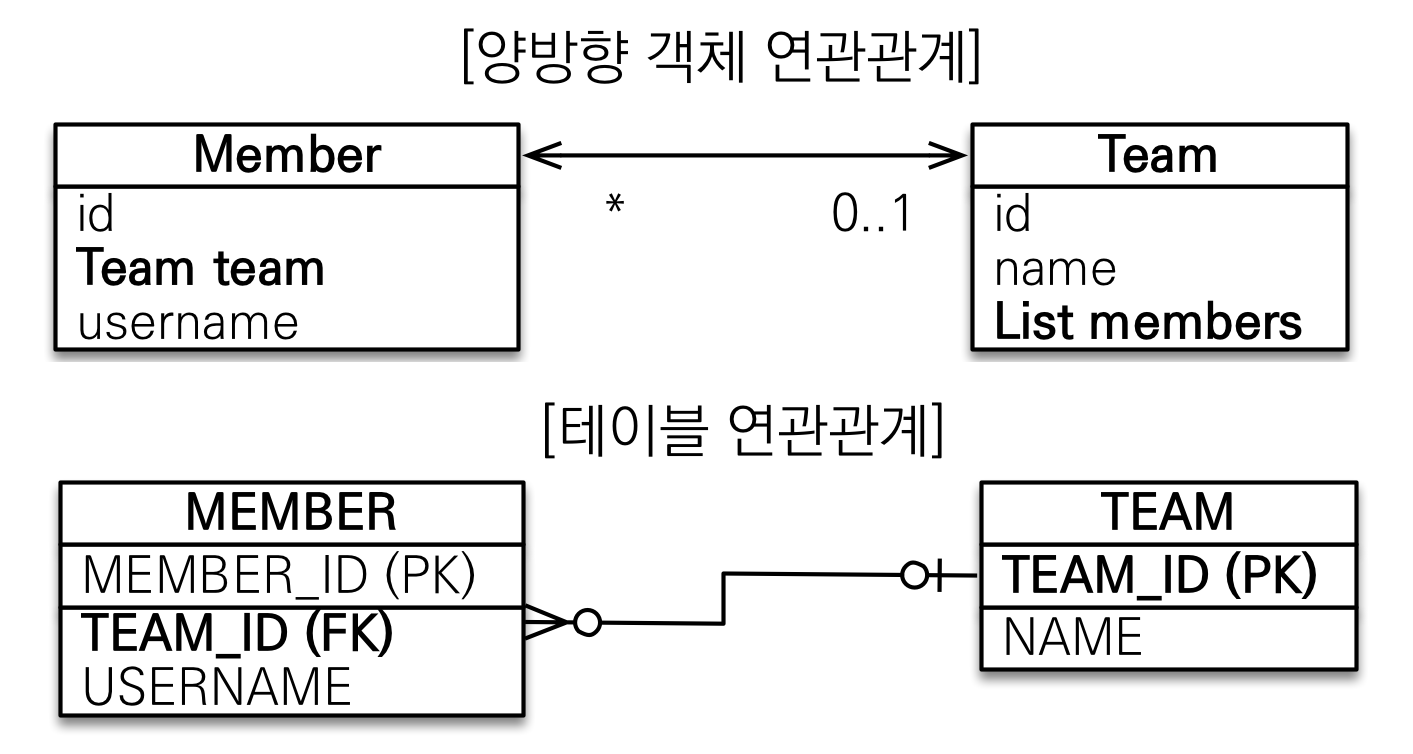 [양방향 객체 연관관계]
Member
id
Team team
username
* 0..1
Team
id
name
List members
[테이블 연관관계]
MEMBER
MEMBER_ID (PK)
TEAM_ID (FK)
USERNAME
TEAM
TEAM_ID (PK)
NAME